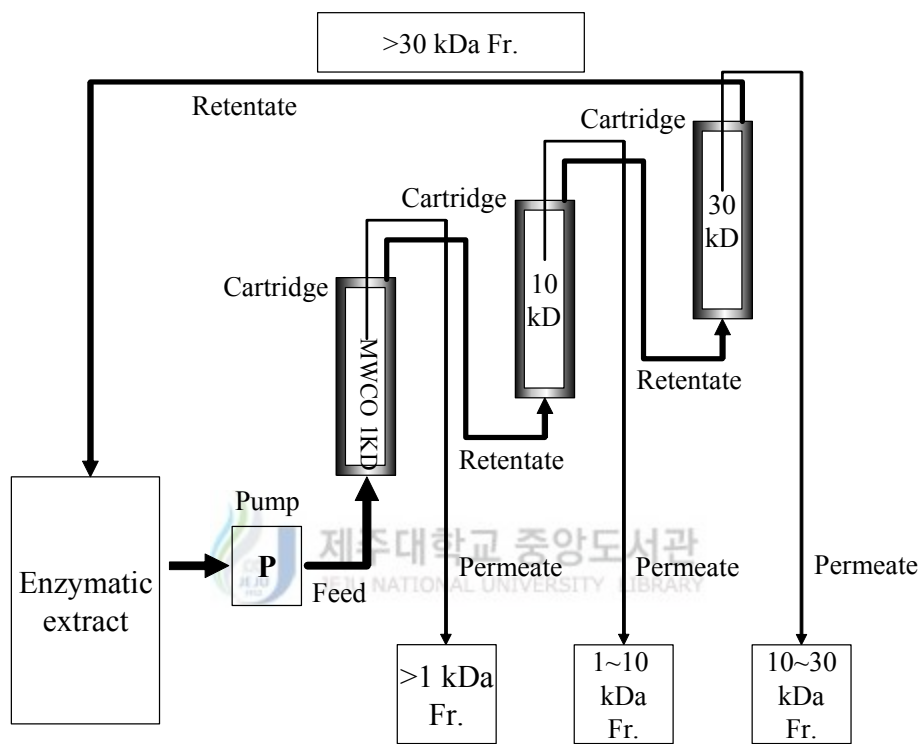 >30 kDa Fr.
Retentate
Cartridge
30
kD
Cartridge
10
kD
Cartridge
MWCO 1KD
Retentate
Retentate
Pump
P
Feed
Enzymatic
extract
제주대학교 중앙도서관
JEJU NATIONAL UNIVERSITY LIBRARY
Permeate
Permeate
Permeate
>1 kDa
Fr.
1~10
kDa
Fr.
10~30
kDa
Fr.